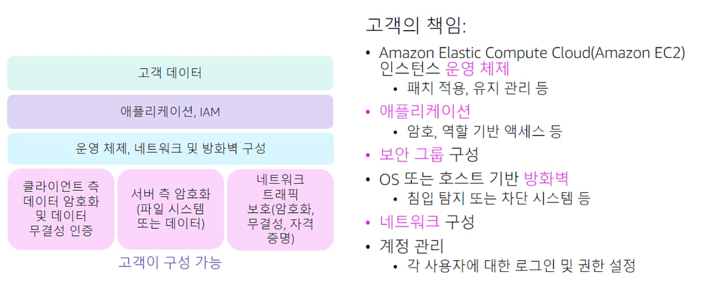 고객 데이터
애플리케이션, IAM
운영 체제, 네트워크 및 방화벽 구성
클라이언트 측
데이터 암호화
및 데이터
무결성 인증
서버 측 암호화
(파일 시스템
또는 데이터)
네트워크
트래픽
보호(암호화,
무결성, 자격
증명)
고객이 구성 가능
고객의 책임:
• Amazon Elastic Compute Cloud(Amazon EC2)
인스턴스 운영 체제
• 패치 적용, 유지 관리 등
• 애플리케이션
• 암호, 역할 기반 액세스 등
• 보안 그룹 구성
• OS 또는 호스트 기반 방화벽
• 침입 탐지 또는 차단 시스템 등
• 네트워크 구성
• 계정 관리
• 각 사용자에 대한 로그인 및 권한 설정